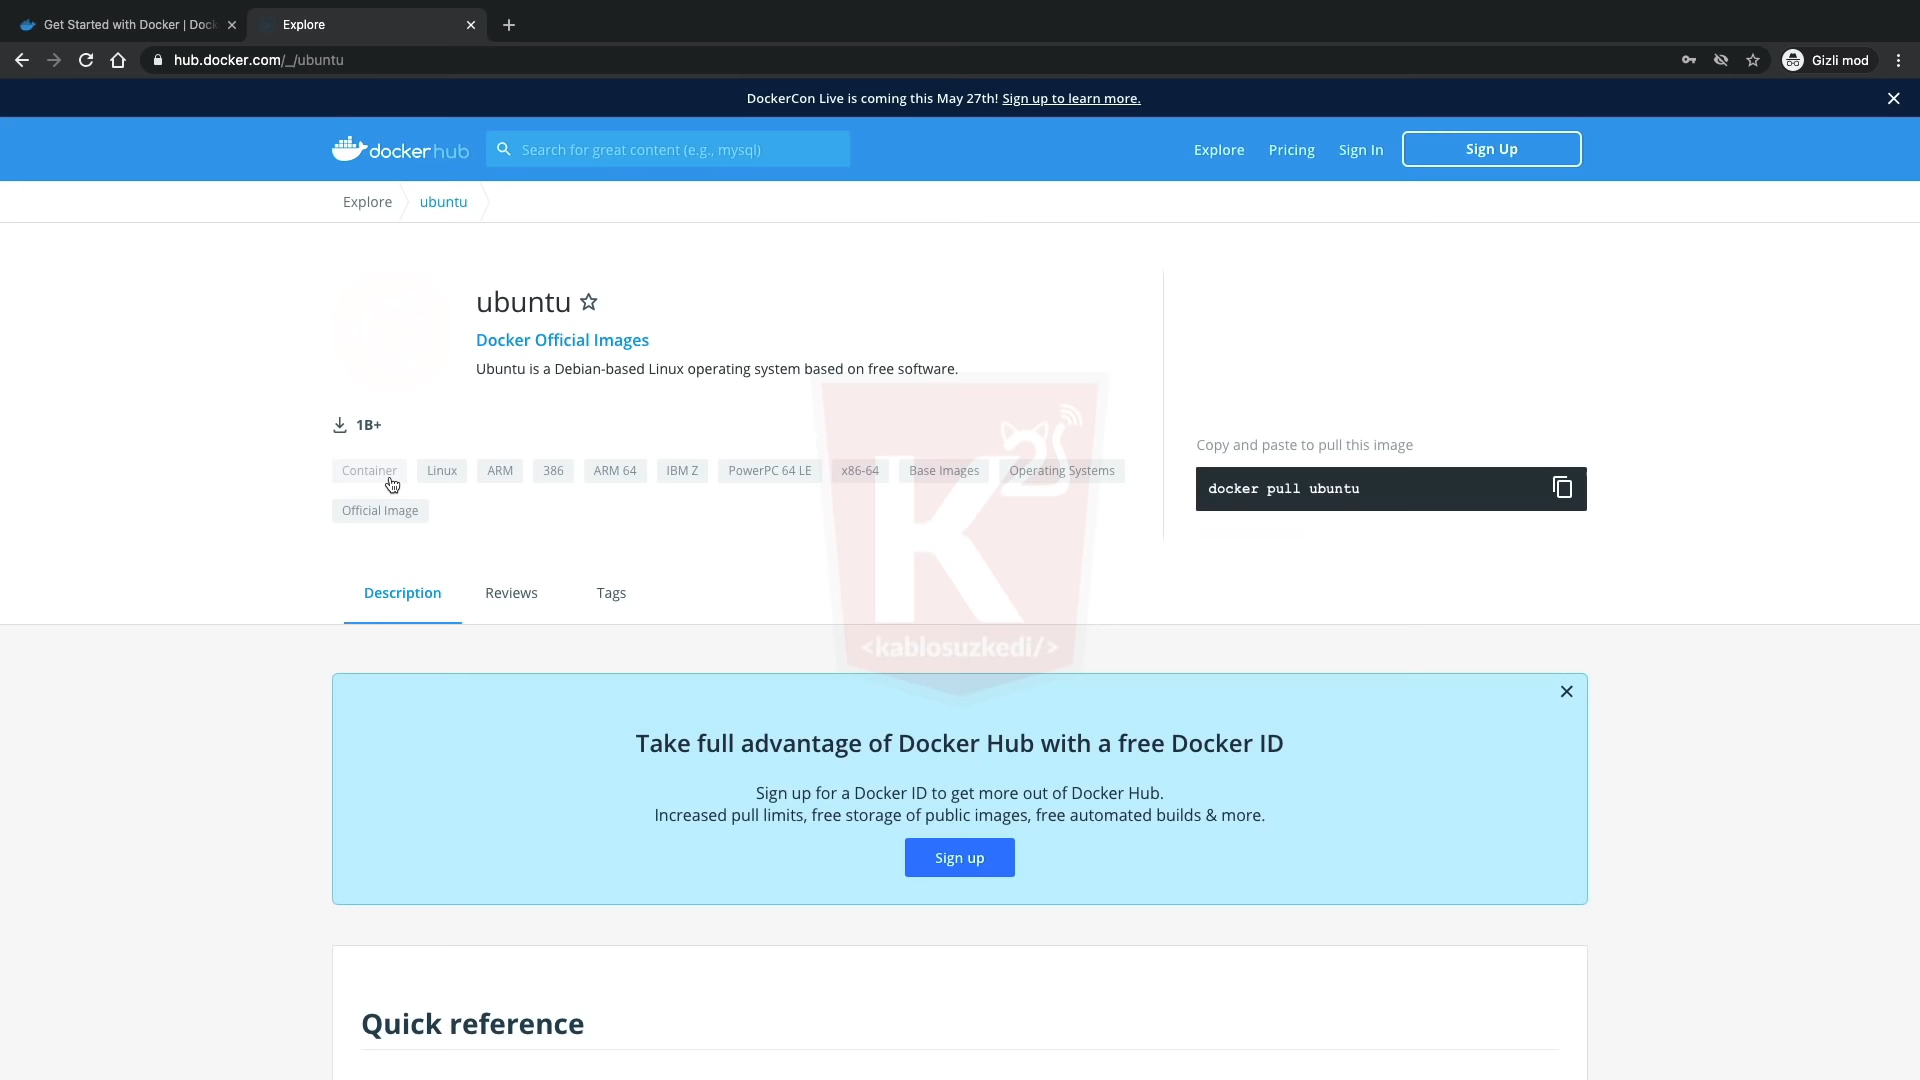 Get Started with Docker | Dock
Explore
hub.docker.com/_/ubuntu
Gizli mod
DockerCon Live is coming this May 27th! Sign up to learn more.
docker hub
Search for great content (e.g., mysql)
Explore
Pricing
Sign In
Sign Up
Explore
ubuntu
ubuntu
Docker Official Images
Ubuntu is a Debian-based Linux operating system based on free software.
1B+
Container
Linux
ARM
386
ARM 64
IBM Z
PowerPC 64 LE
x86-64
Base Images
Operating Systems
Official Image
Copy and paste to pull this image
docker pull ubuntu
Description
Reviews
Tags
K25
<kablosuzkedi/>
Take full advantage of Docker Hub with a free Docker ID
Sign up for a Docker ID to get more out of Docker Hub.
Increased pull limits, free storage of public images, free automated builds & more.
Sign up
Quick reference